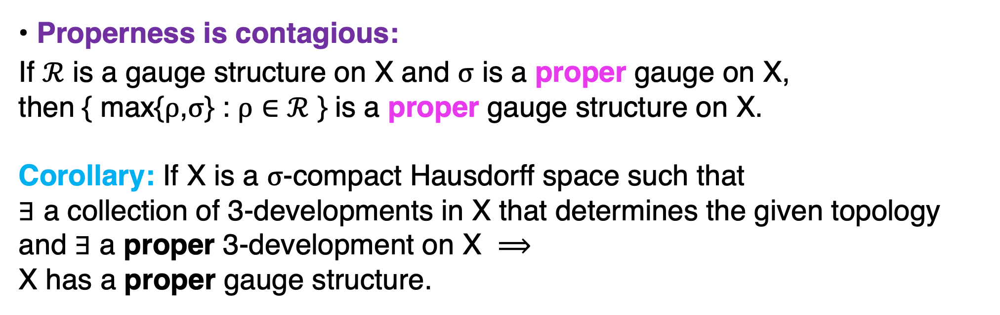 • Properness is contagious:
If ℛ is a gauge structure on X and σ is a proper gauge on X,
then { max{ρ,σ} : ρ ∈ ℛ } is a proper gauge structure on X.
Corollary: If X is a σ-compact Hausdorff space such that
∃ a collection of 3-developments in X that determines the given topology
and ∃ a proper 3-development on X ⟹
X has a proper gauge structure.